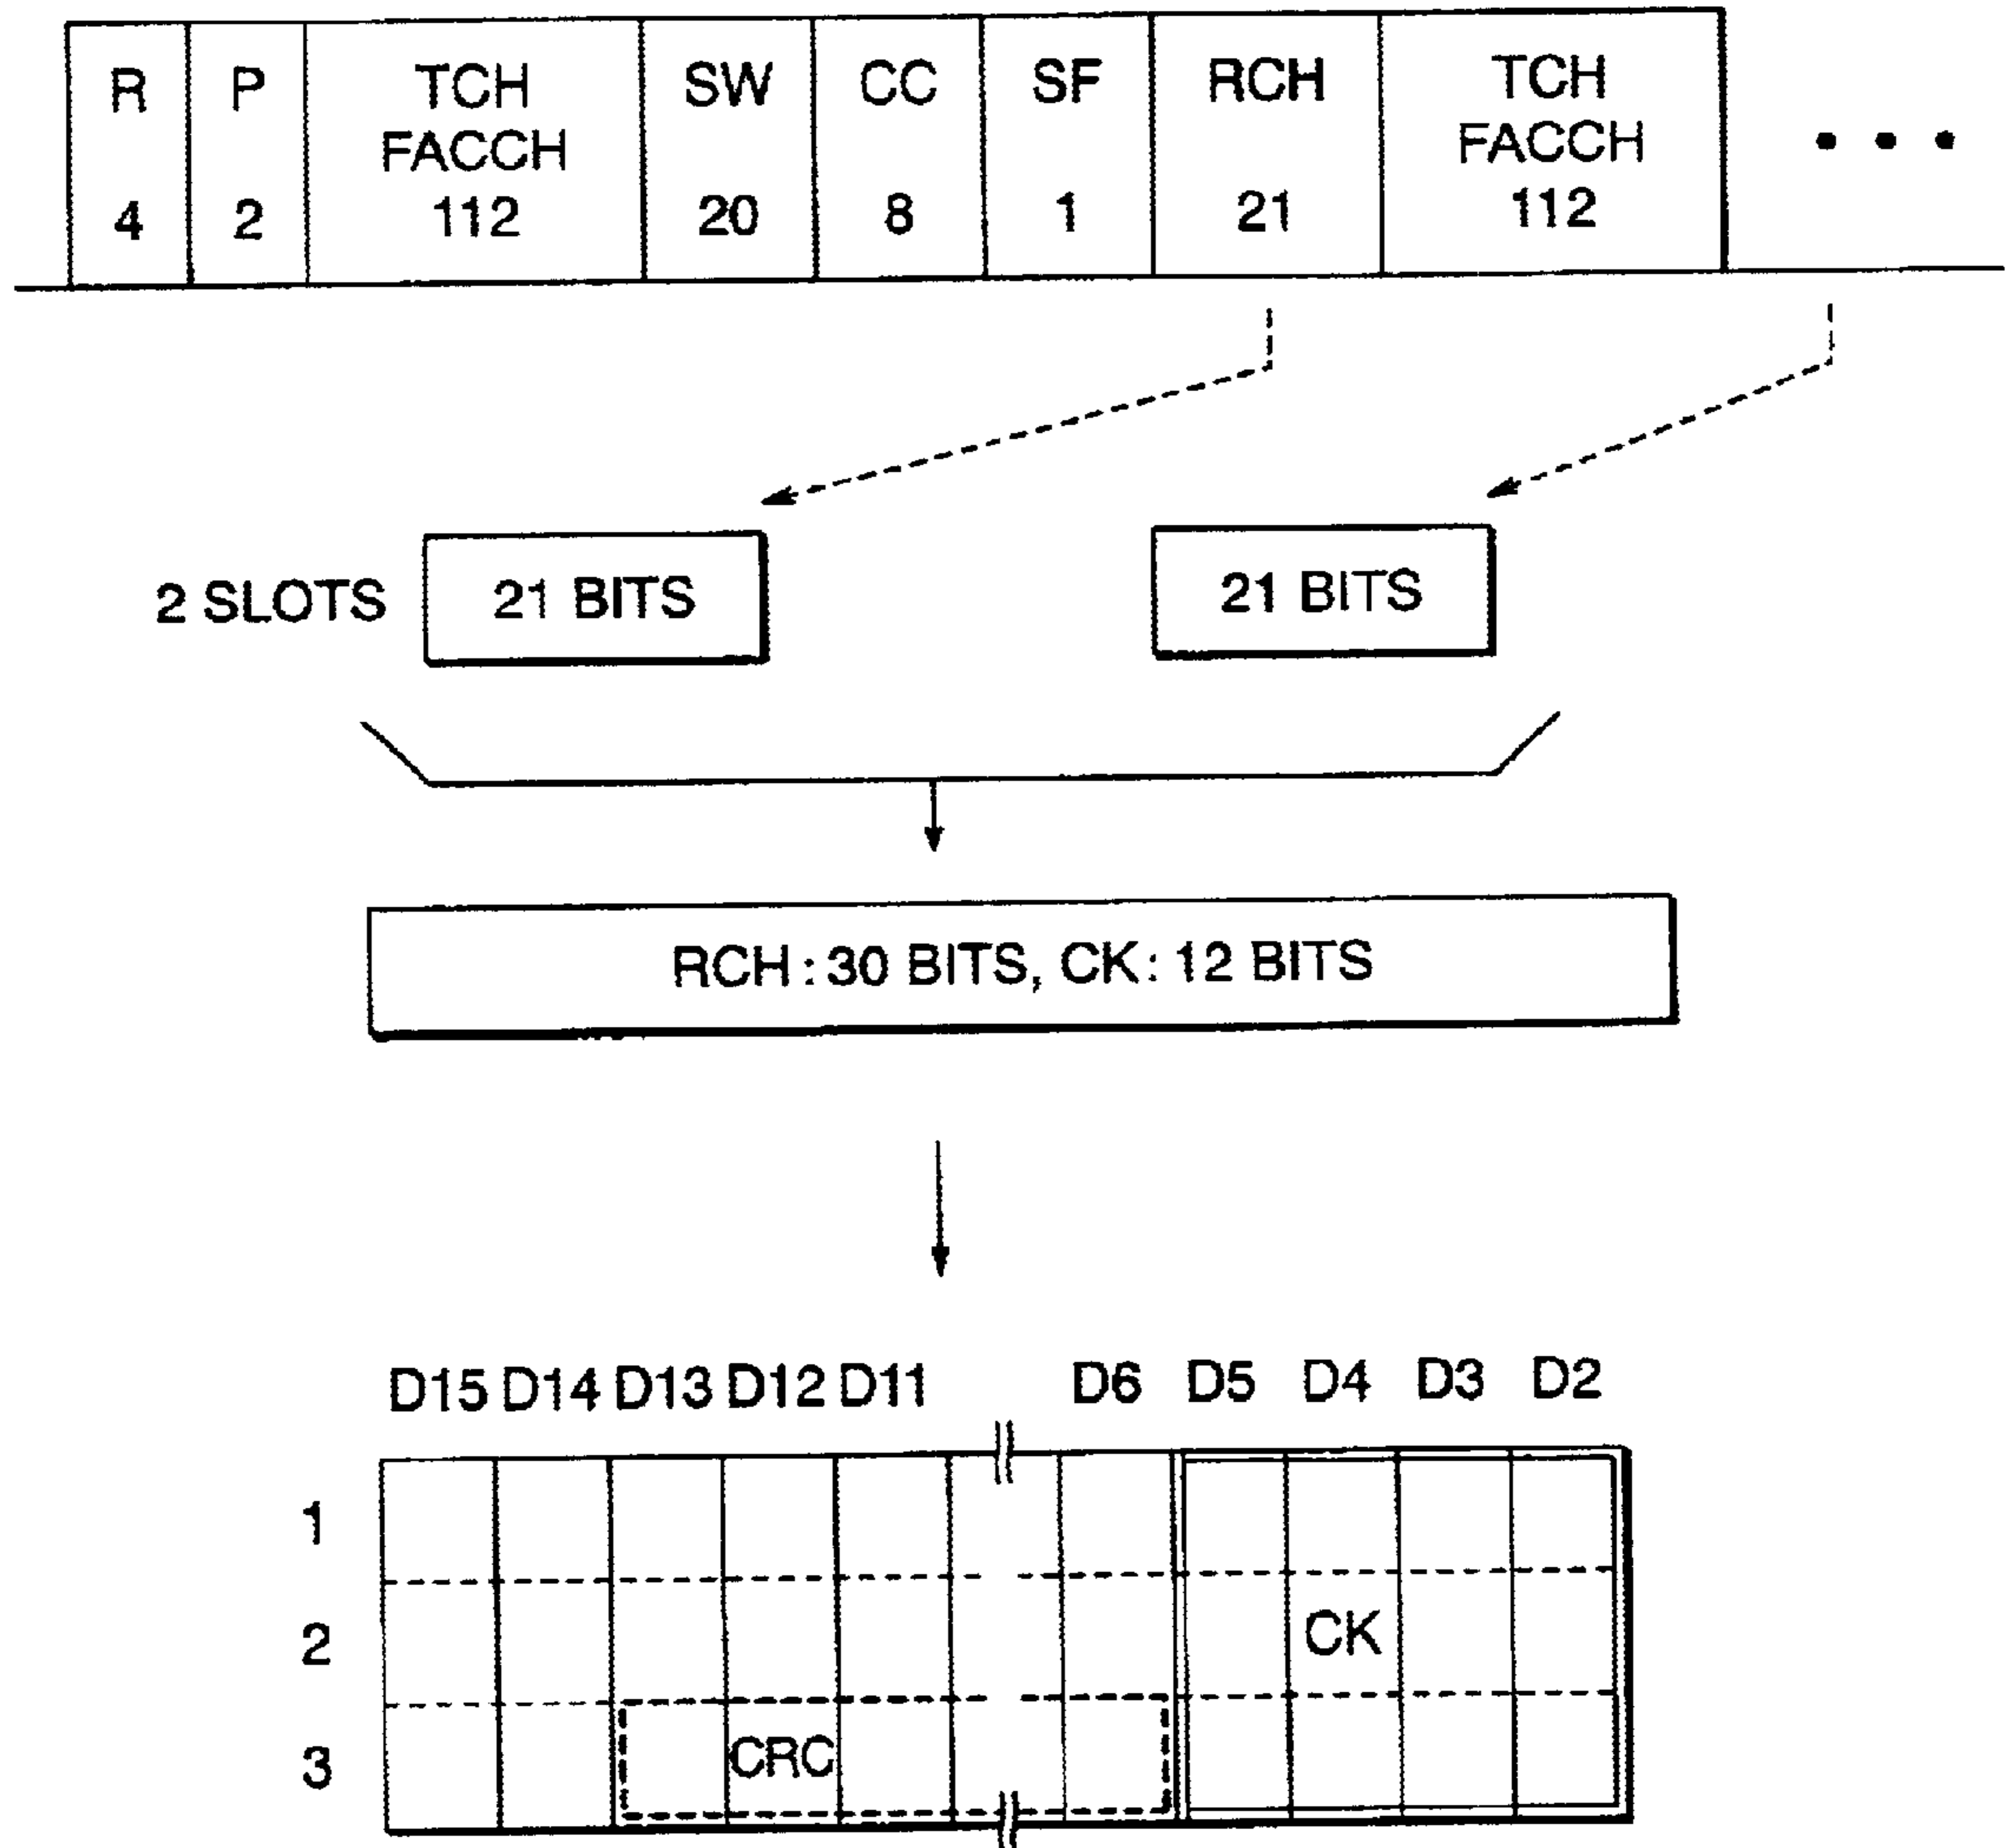 R P TCH SW CC SF RCH TCH
FACCH FACCH
4 2 112 20 8 1 21 112
2 SLOTS 21 BITS 21 BITS
RCH : 30 BITS, CK : 12 BITS
D15 D14 D13 D12 D11 D6 D5 D4 D3 D2
1
2 CK
3 CRC